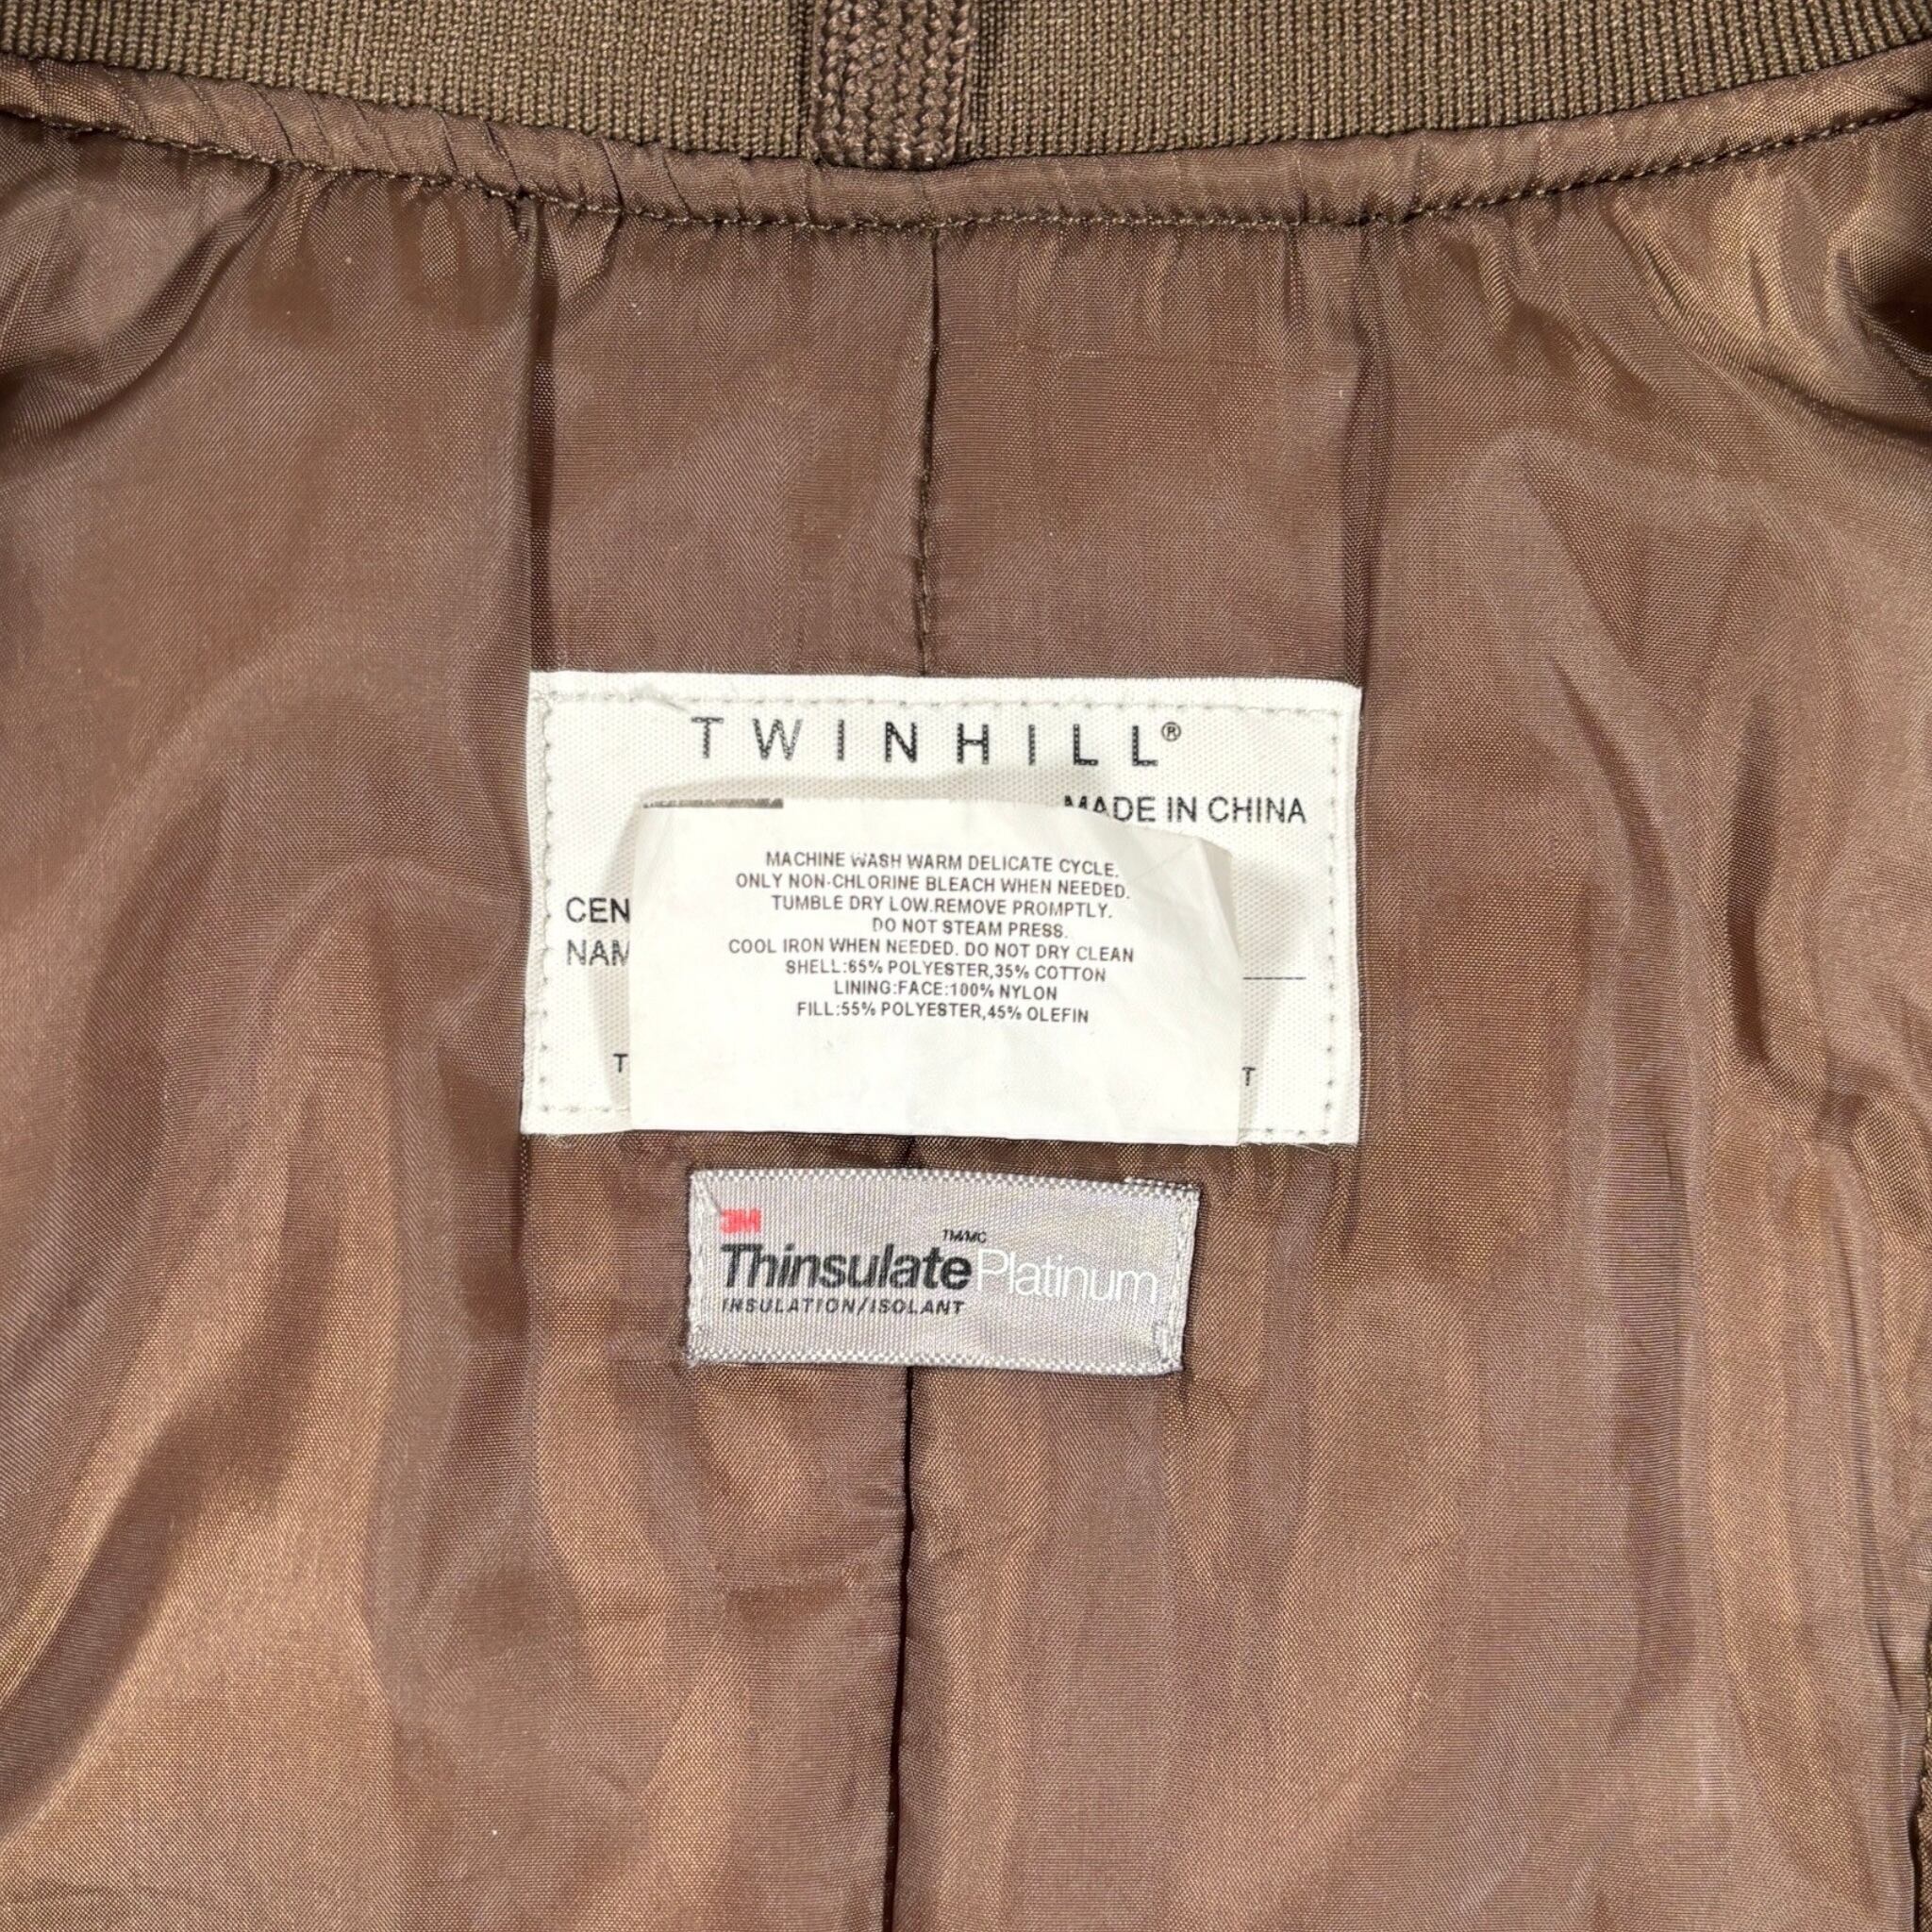 TWINHILL®
MADE IN CHINA
MACHINE WASH WARM DELICATE CYCLE.
ONLY NON-CHLORINE BLEACH WHEN NEEDED.
TUMBLE DRY LOW.REMOVE PROMPTLY.
DO NOT STEAM PRESS.
COOL IRON WHEN NEEDED. DO NOT DRY CLEAN
SHELL:65% POLYESTER,35% COTTON
LINING:FACE:100% NYLON
FILL:55% POLYESTER,45% OLEFIN
CEN
NAM
T
T
3M
Thinsulate TM/MC Platinum
INSULATION/ISOLANT